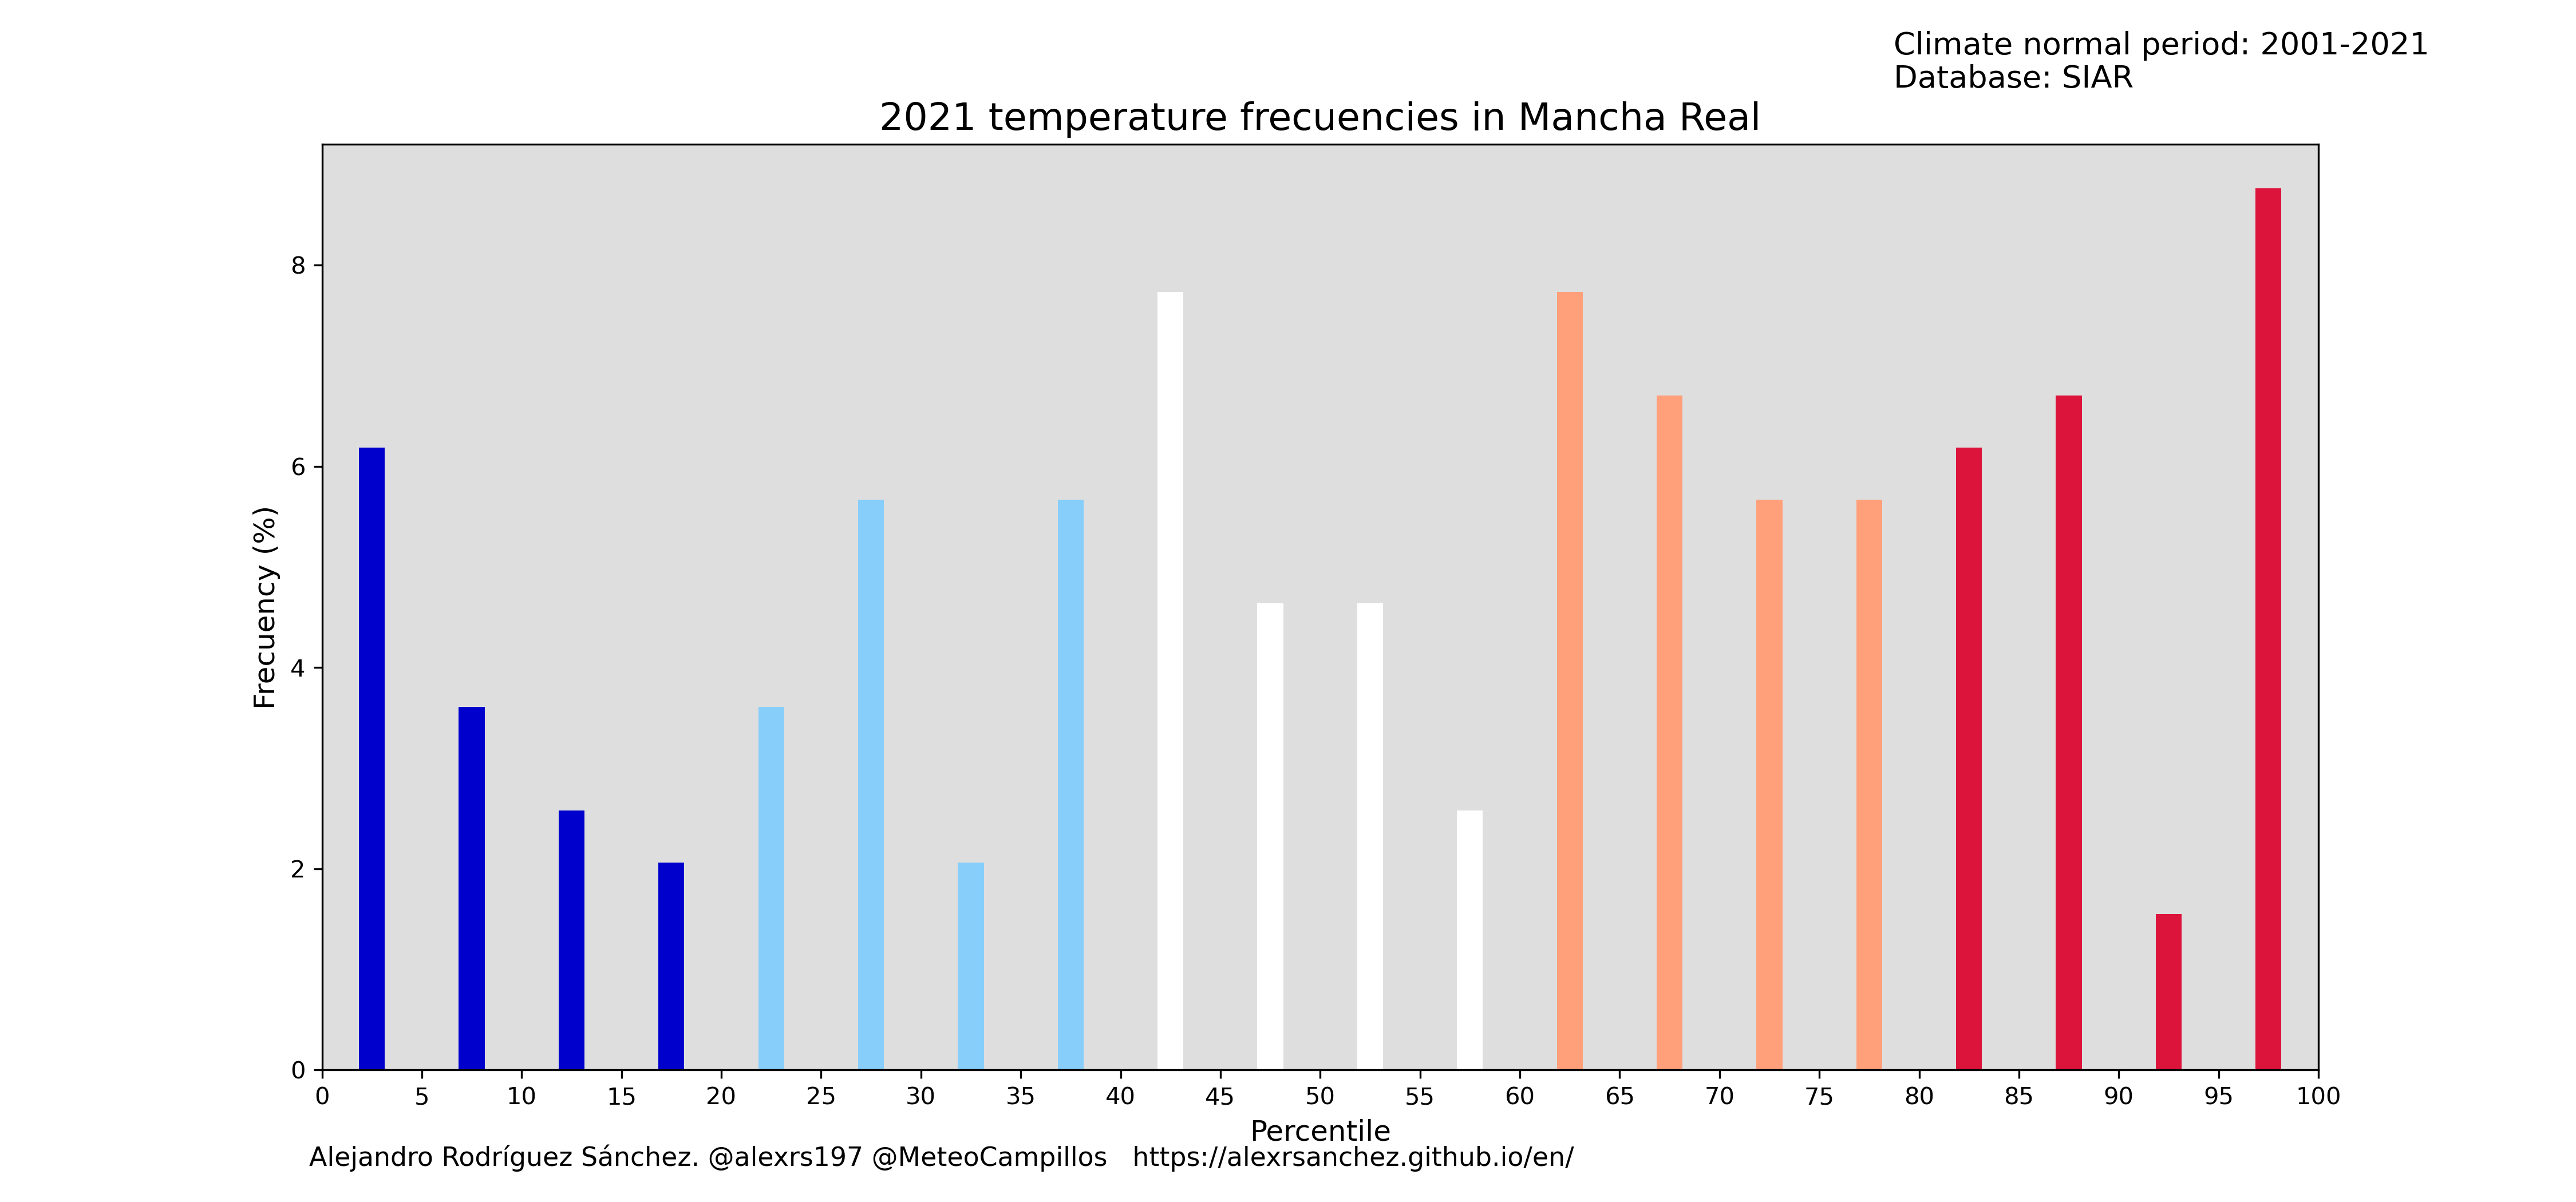 Climate normal period: 2001-2021
Database: SIAR
2021 temperature frecuencies in Mancha Real
8
6
4
2
0
Frecuency (%)
0 5 10 15 20 25 30 35 40 45 50 55 60 65 70 75 80 85 90 95 100
Percentile
Alejandro Rodríguez Sánchez. @alexrs197 @MeteoCampillos https://alexrsanchez.github.io/en/